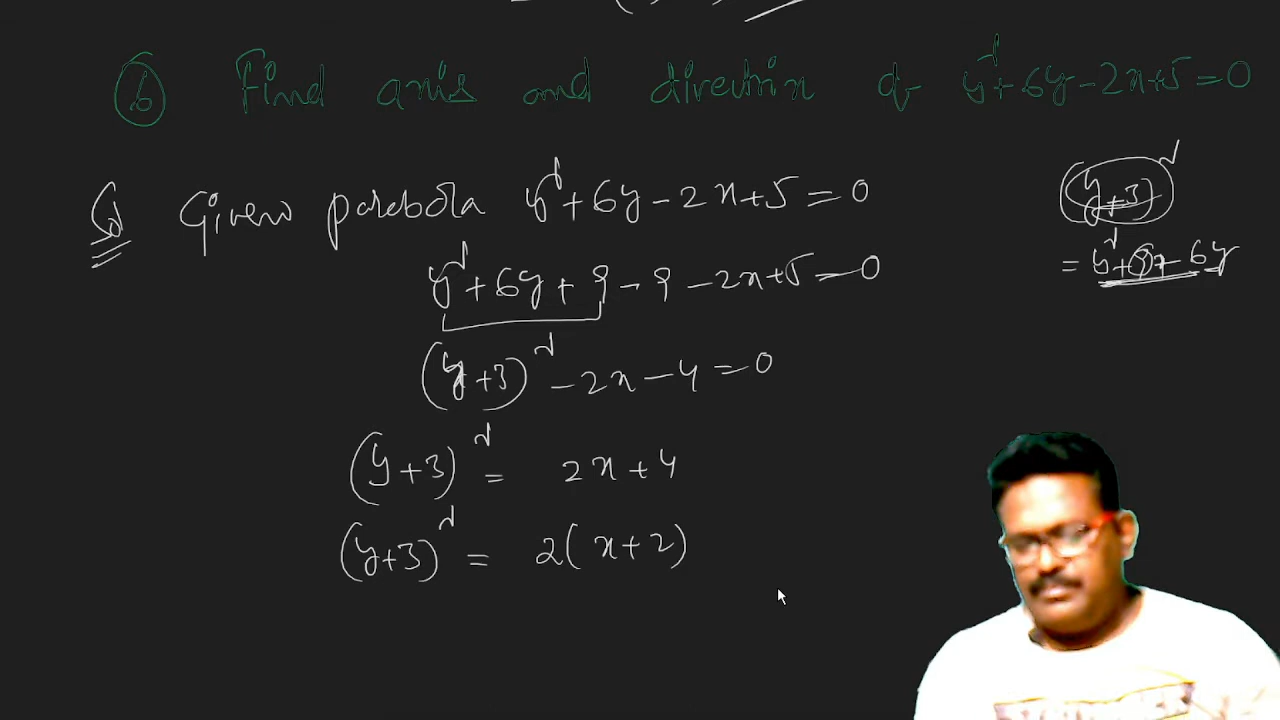 ⑥ Find axis and directrix of y²+6y-2x+5=0
Sol Given parabola y²+6y-2x+5=0
y²+6y+9-9-2x+5=0
(y+3)²-2x-4=0
(y+3)² = 2x+4
(y+3)² = 2(x+2)
(y+3)²
= y²+9+6y